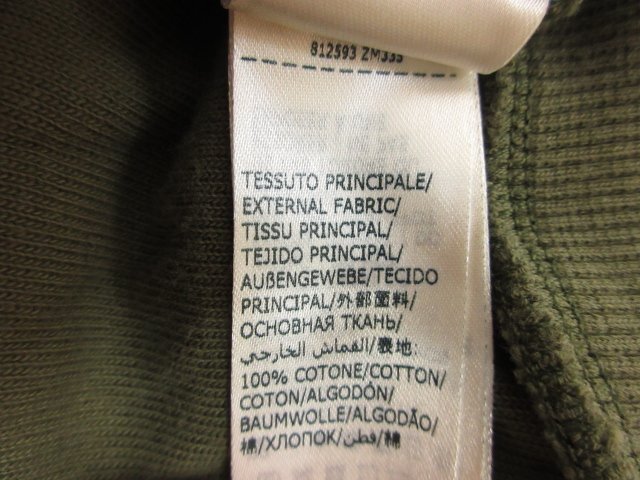 812593 ZM335
TESSUTO PRINCIPALE/
EXTERNAL FABRIC/
TISSU PRINCIPAL/
TEJIDO PRINCIPAL/
AUßENGEWEBE/TECIDO
PRINCIPAL/外部面料/
ОСНОВНАЯ ТКАНЬ/
القماش الخارجي/表地:
100% COTONE/COTTON/
COTON/ALGODÓN/
BAUMWOLLE/ALGODÃO/
棉/ХЛОПОК/قطن/綿